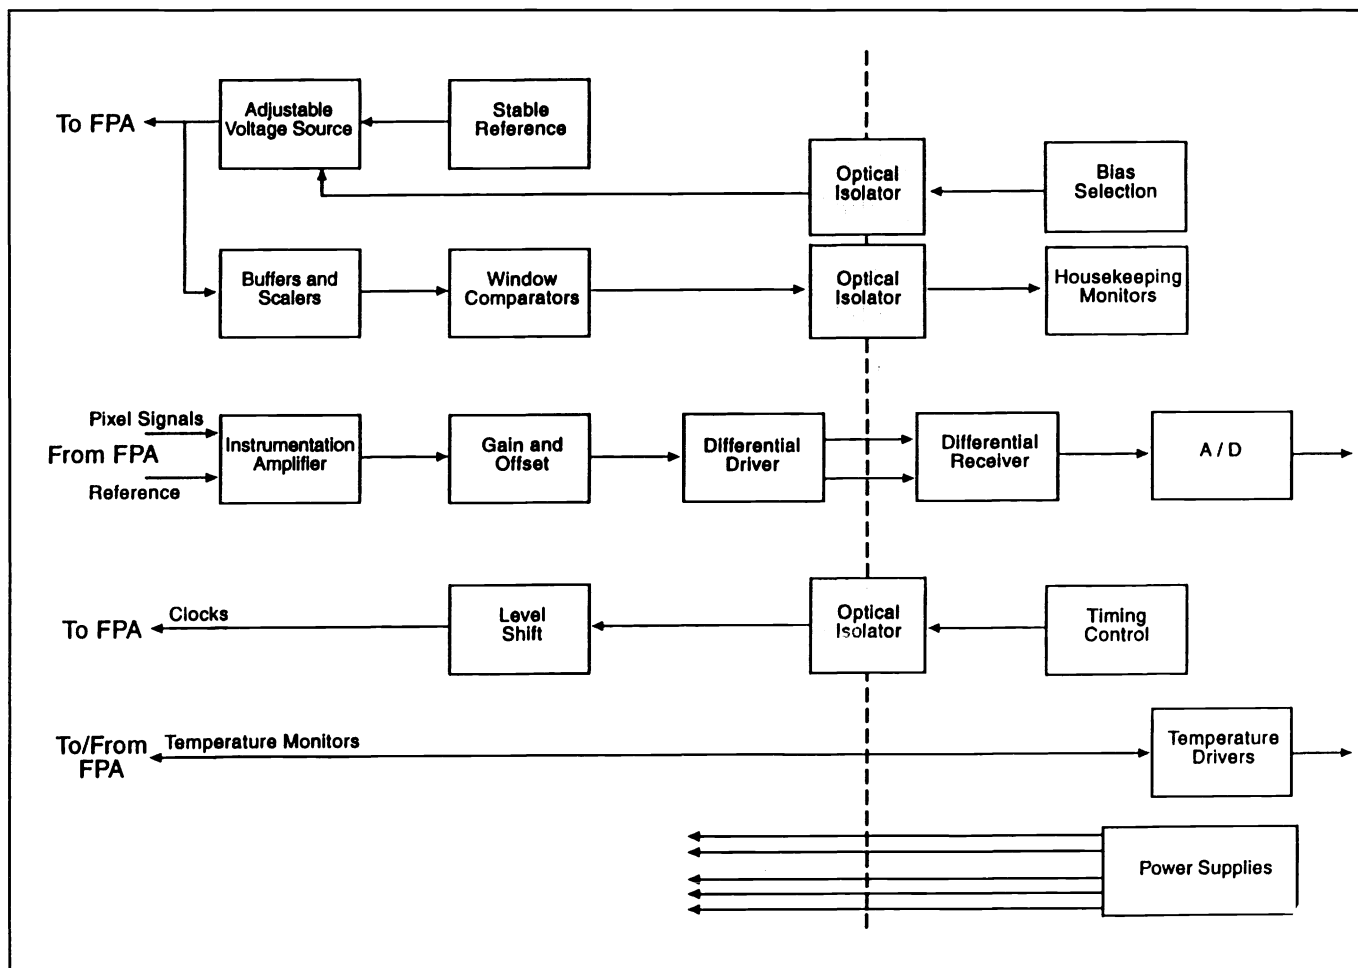 To FPA
Adjustable
Voltage Source
Stable
Reference
Optical
Isolator
Bias
Selection
Buffers and
Scalers
Window
Comparators
Optical
Isolator
Housekeeping
Monitors
Pixel Signals
From FPA
Reference
Instrumentation
Amplifier
Gain and
Offset
Differential
Driver
Differential
Receiver
A / D
To FPA
Clocks
Level
Shift
Optical
Isolator
Timing
Control
To/From
FPA
Temperature Monitors
Temperature
Drivers
Power Supplies